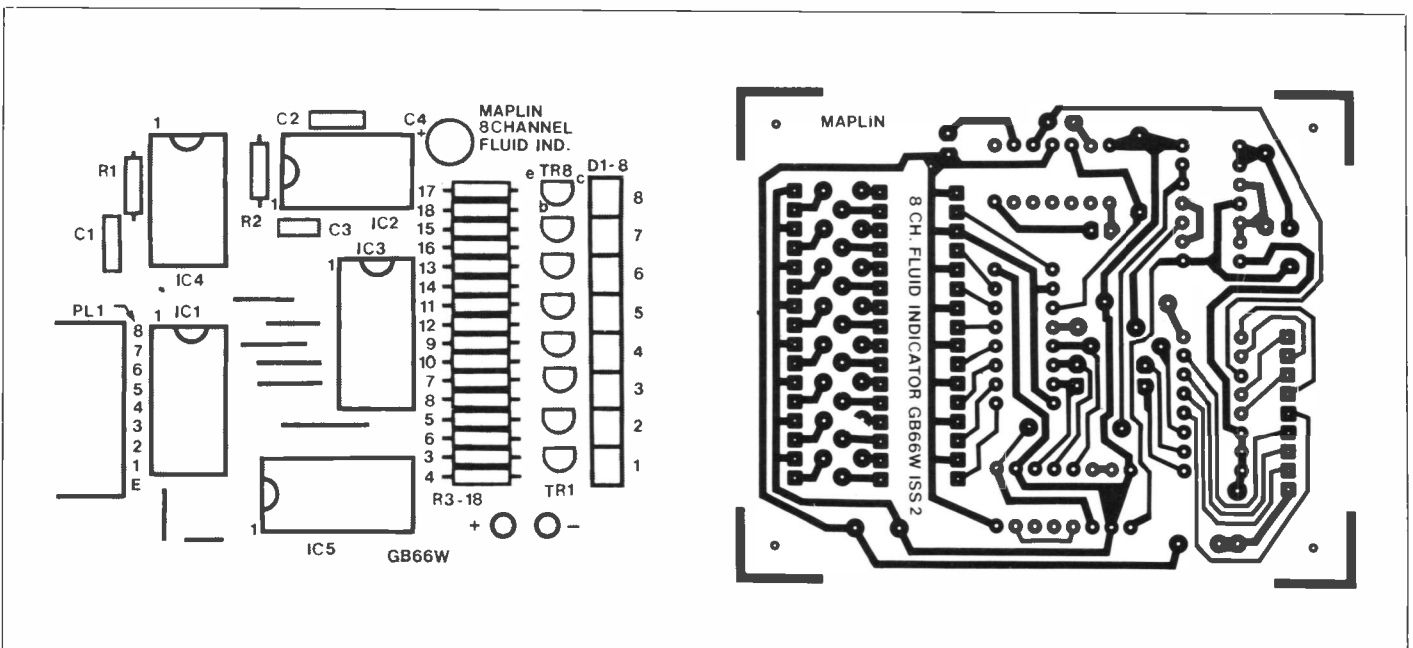 MAPLIN
8CHANNEL
FLUID IND.
C2
C4
+
1
R1
R2
1
IC2
C1
C3
IC4
IC3
1
e TR8 c
b
D1-8
17
18
15
16
13
14
11
12
9
10
7
8
5
6
3
4
8
7
6
5
4
3
2
1
PL1
1 IC1
8
7
6
5
4
3
2
1
E
R3-18
TR1
+ −
1
IC5
GB66W
MAPLiN
8 CH. FLUID INDICATOR GB66W ISS 2